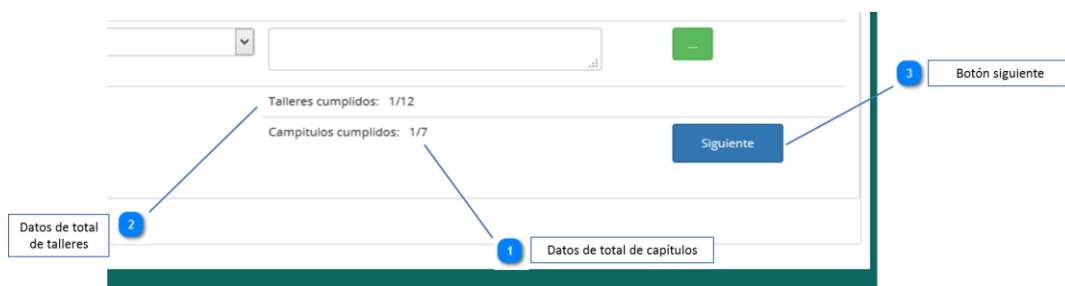 ...
3 Botón siguiente
Talleres cumplidos: 1/12
Campitulos cumplidos: 1/7
Siguiente
Datos de total
de talleres
2
1 Datos de total de capítulos